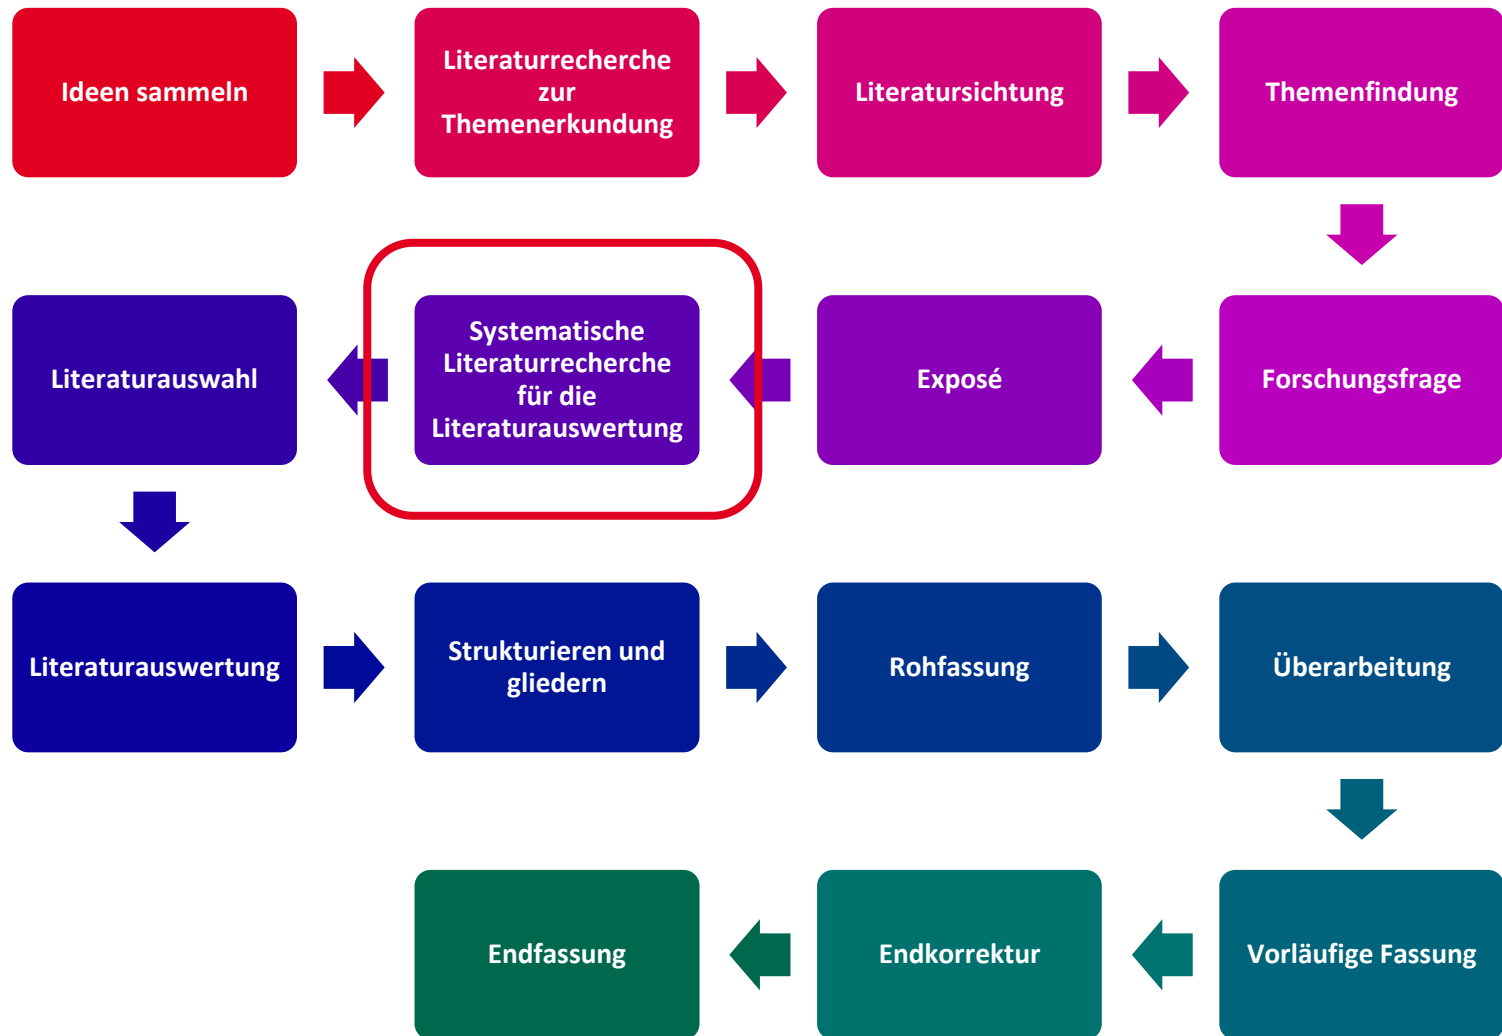 Ideen sammeln
Literaturrecherche
zur
Themenerkundung
Literatursichtung
Themenfindung
Forschungsfrage
Exposé
Systematische
Literaturrecherche
für die
Literaturauswertung
Literaturauswahl
Literaturauswertung
Strukturieren und
gliedern
Rohfassung
Überarbeitung
Vorläufige Fassung
Endkorrektur
Endfassung